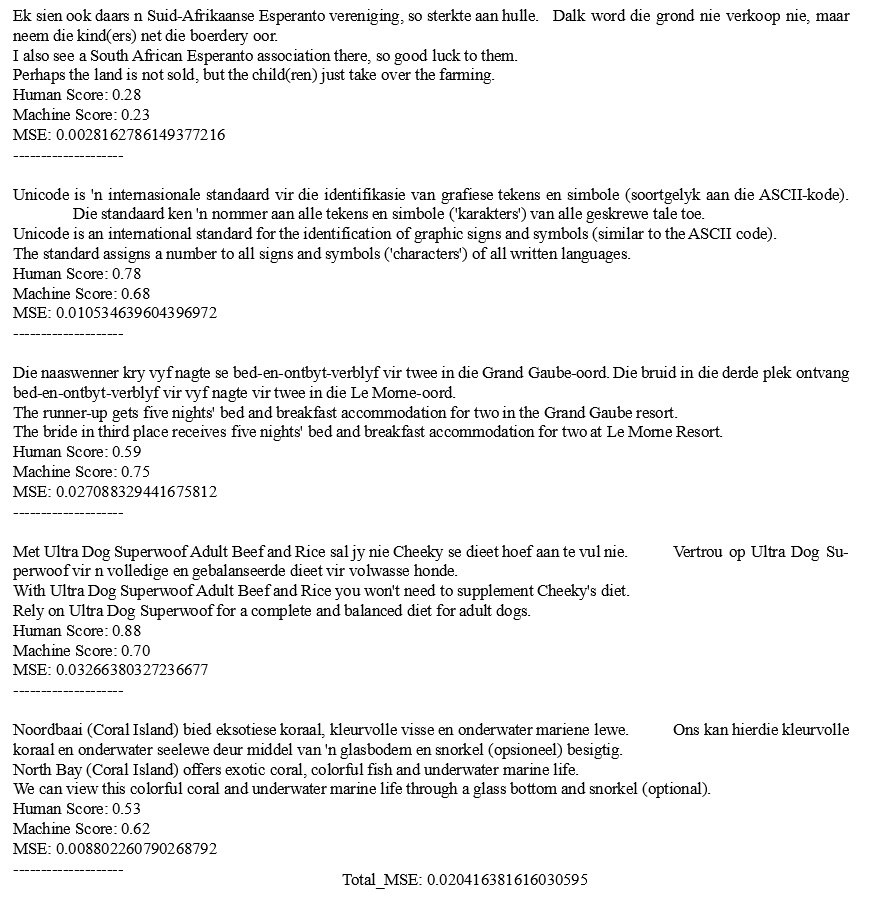 Ek sien ook daars n Suid-Afrikaanse Esperanto vereniging, so sterkte aan hulle. Dalk word die grond nie verkoop nie, maar
neem die kind(ers) net die boerdery oor.
I also see a South African Esperanto association there, so good luck to them.
Perhaps the land is not sold, but the child(ren) just take over the farming.
Human Score: 0.28
Machine Score: 0.23
MSE: 0.0028162786149377216
--------------------
Unicode is 'n internasionale standaard vir die identifikasie van grafiese tekens en simbole (soortgelyk aan die ASCII-kode).
Die standaard ken 'n nommer aan alle tekens en simbole ('karakters') van alle geskrewe tale toe.
Unicode is an international standard for the identification of graphic signs and symbols (similar to the ASCII code).
The standard assigns a number to all signs and symbols ('characters') of all written languages.
Human Score: 0.78
Machine Score: 0.68
MSE: 0.010534639604396972
--------------------
Die naaswenner kry vyf nagte se bed-en-ontbyt-verblyf vir twee in die Grand Gaube-oord. Die bruid in die derde plek ontvang
bed-en-ontbyt-verblyf vir vyf nagte vir twee in die Le Morne-oord.
The runner-up gets five nights' bed and breakfast accommodation for two in the Grand Gaube resort.
The bride in third place receives five nights' bed and breakfast accommodation for two at Le Morne Resort.
Human Score: 0.59
Machine Score: 0.75
MSE: 0.027088329441675812
--------------------
Met Ultra Dog Superwoof Adult Beef and Rice sal jy nie Cheeky se dieet hoef aan te vul nie. Vertrou op Ultra Dog Su-
perwoof vir n volledige en gebalanseerde dieet vir volwasse honde.
With Ultra Dog Superwoof Adult Beef and Rice you won't need to supplement Cheeky's diet.
Rely on Ultra Dog Superwoof for a complete and balanced diet for adult dogs.
Human Score: 0.88
Machine Score: 0.70
MSE: 0.03266380327236677
--------------------
Noordbaai (Coral Island) bied eksotiese koraal, kleurvolle visse en onderwater mariene lewe. Ons kan hierdie kleurvolle
koraal en onderwater seelewe deur middel van 'n glasbodem en snorkel (opsioneel) besigtig.
North Bay (Coral Island) offers exotic coral, colorful fish and underwater marine life.
We can view this colorful coral and underwater marine life through a glass bottom and snorkel (optional).
Human Score: 0.53
Machine Score: 0.62
MSE: 0.008802260790268792
--------------------
Total_MSE: 0.020416381616030595